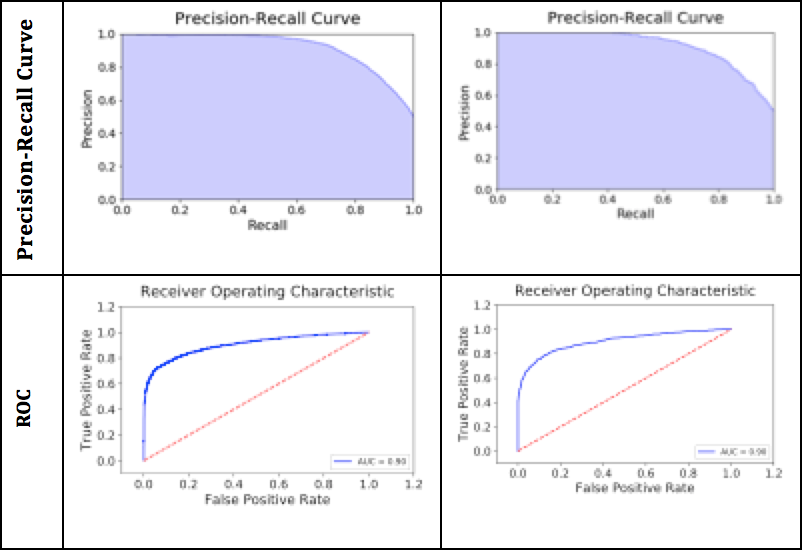 Precision-Recall Curve
Precision-Recall Curve
1.0
0.8
0.6
0.4
0.2
0.0
Precision
0.0 0.2 0.4 0.6 0.8 1.0
Recall
Precision-Recall Curve
1.0
0.8
0.6
0.4
0.2
0.0
Precision
0.0 0.2 0.4 0.6 0.8 1.0
Recall
ROC
Receiver Operating Characteristic
1.2
1.0
0.8
0.6
0.4
0.2
0.0
True Positive Rate
AUC = 0.90
0.0 0.2 0.4 0.6 0.8 1.0 1.2
False Positive Rate
Receiver Operating Characteristic
1.2
1.0
0.8
0.6
0.4
0.2
0.0
True Positive Rate
AUC = 0.90
0.0 0.2 0.4 0.6 0.8 1.0 1.2
False Positive Rate